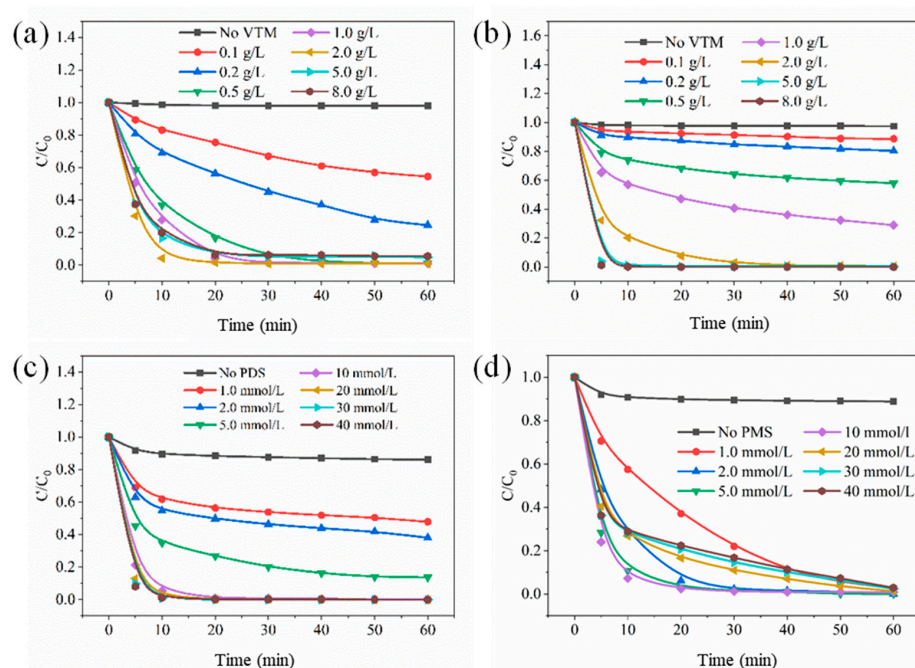 (a)
1.4
1.2
1.0
0.8
0.6
0.4
0.2
0.0
C/C0
No VTM
0.1 g/L
0.2 g/L
0.5 g/L
1.0 g/L
2.0 g/L
5.0 g/L
8.0 g/L
0 10 20 30 40 50 60
Time (min)
(b)
1.6
1.4
1.2
1.0
0.8
0.6
0.4
0.2
0.0
C/C0
No VTM
0.1 g/L
0.2 g/L
0.5 g/L
1.0 g/L
2.0 g/L
5.0 g/L
8.0 g/L
0 10 20 30 40 50 60
Time (min)
(c)
1.4
1.2
1.0
0.8
0.6
0.4
0.2
0.0
C/C0
No PDS
1.0 mmol/L
2.0 mmol/L
5.0 mmol/L
10 mmol/L
20 mmol/L
30 mmol/L
40 mmol/L
0 10 20 30 40 50 60
Time (min)
(d)
1.0
0.8
0.6
0.4
0.2
0.0
C/C0
No PMS
1.0 mmol/L
2.0 mmol/L
5.0 mmol/L
10 mmol/l
20 mmol/L
30 mmol/L
40 mmol/L
0 10 20 30 40 50 60
Time (min)